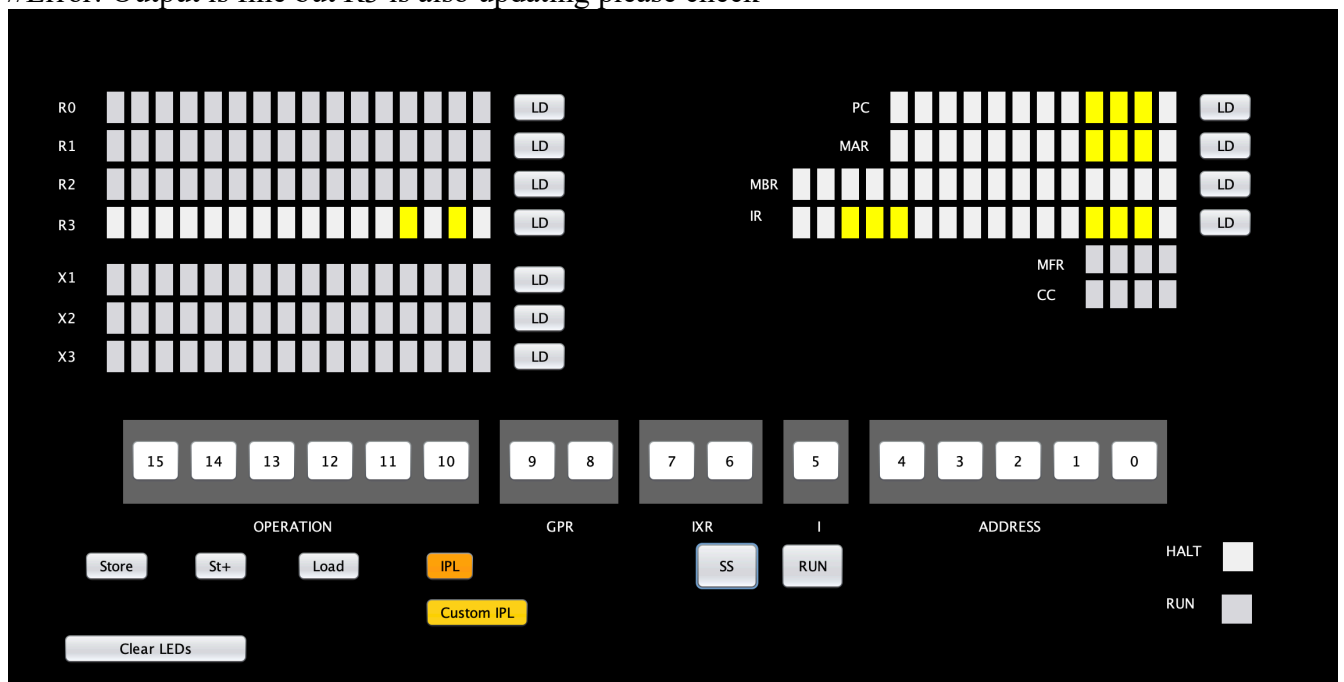 //Error: Output is fine but R3 is also updating please check
R0 LD PC LD
R1 LD MAR LD
R2 LD MBR LD
R3 LD IR LD
MFR
X1 LD
CC
X2 LD
X3 LD
15 14 13 12 11 10 9 8 7 6 5 4 3 2 1 0
OPERATION GPR IXR I ADDRESS
Store St+ Load IPL SS RUN HALT
Custom IPL RUN
Clear LEDs